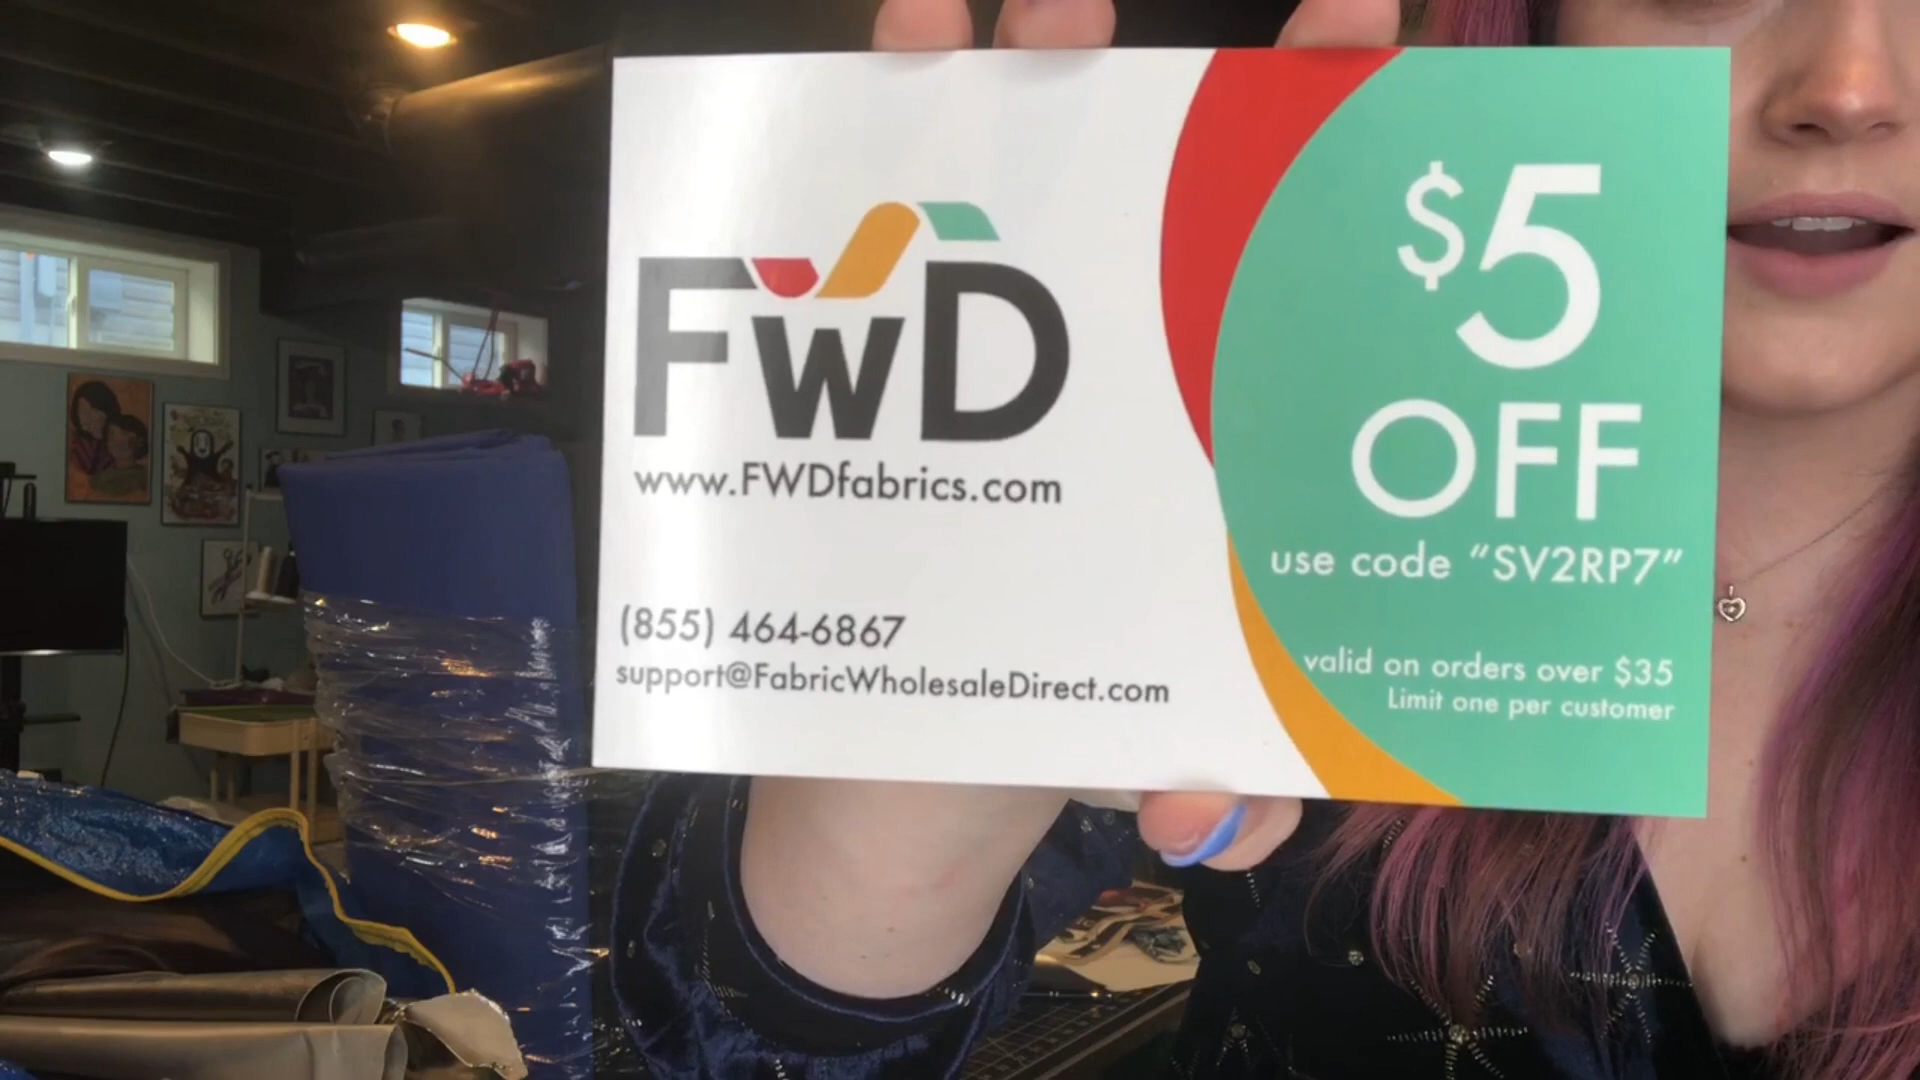 FWD
www.FWDfabrics.com
(855) 464-6867
support@FabricWholesaleDirect.com
$5
OFF
use code “SV2RP7”
valid on orders over $35
Limit one per customer